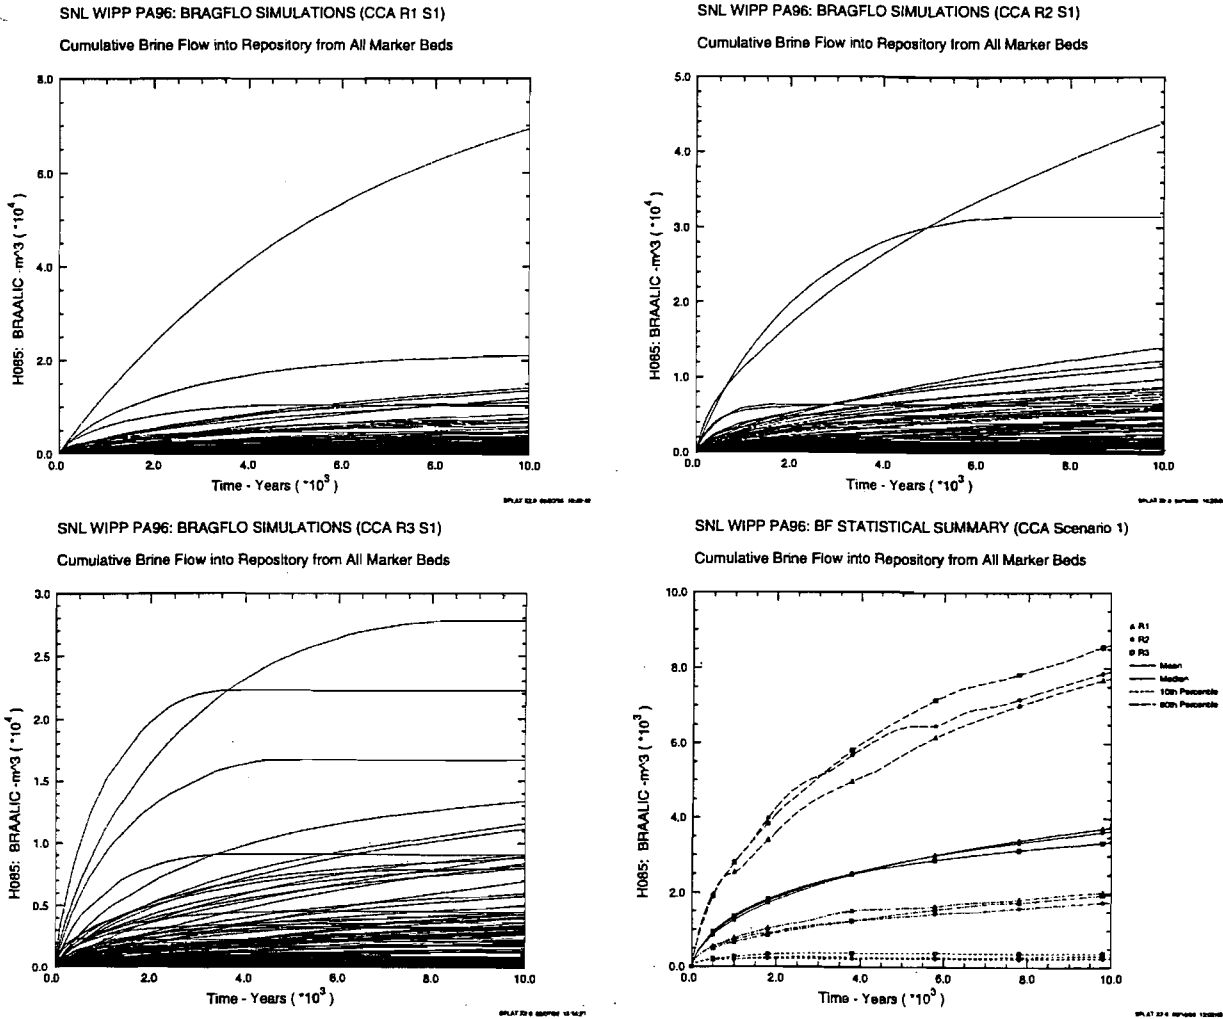 SNL WIPP PA96: BRAGFLO SIMULATIONS (CCA R1 S1)
Cumulative Brine Flow into Repository from All Marker Beds
8.0
6.0
4.0
2.0
0.0
H085: BRAALIC -m^3 ( *10^4 )
0.0 2.0 4.0 6.0 8.0 10.0
Time - Years ( *10^3 )
SNL WIPP PA96: BRAGFLO SIMULATIONS (CCA R2 S1)
Cumulative Brine Flow into Repository from All Marker Beds
5.0
4.0
3.0
2.0
1.0
0.0
H085: BRAALIC -m^3 ( *10^4 )
0.0 2.0 4.0 6.0 8.0 10.0
Time - Years ( *10^3 )
SNL WIPP PA96: BRAGFLO SIMULATIONS (CCA R3 S1)
Cumulative Brine Flow into Repository from All Marker Beds
3.0
2.5
2.0
1.5
1.0
0.5
0.0
H085: BRAALIC -m^3 ( *10^4 )
0.0 2.0 4.0 6.0 8.0 10.0
Time - Years ( *10^3 )
SNL WIPP PA96: BF STATISTICAL SUMMARY (CCA Scenario 1)
Cumulative Brine Flow into Repository from All Marker Beds
10.0
8.0
6.0
4.0
2.0
0.0
H085: BRAALIC -m^3 ( *10^3 )
0.0 2.0 4.0 6.0 8.0 10.0
Time - Years ( *10^3 )
R1
R2
R3
Mean
Median
10th Percentile
90th Percentile